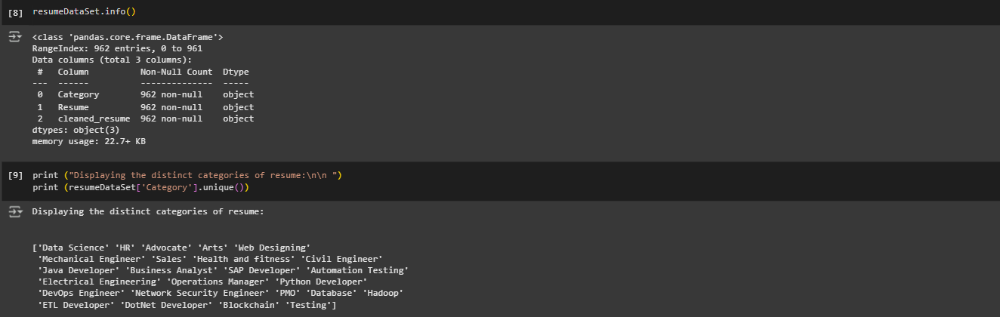 [8] resumeDataSet.info()
<class 'pandas.core.frame.DataFrame'>
RangeIndex: 962 entries, 0 to 961
Data columns (total 3 columns):
 #   Column          Non-Null Count  Dtype
---  ------          --------------  -----
 0   Category        962 non-null    object
 1   Resume          962 non-null    object
 2   cleaned_resume  962 non-null    object
dtypes: object(3)
memory usage: 22.7+ KB
[9] print ("Displaying the distinct categories of resume:\n\n ")
print (resumeDataSet['Category'].unique())
Displaying the distinct categories of resume:
['Data Science' 'HR' 'Advocate' 'Arts' 'Web Designing'
 'Mechanical Engineer' 'Sales' 'Health and fitness' 'Civil Engineer'
 'Java Developer' 'Business Analyst' 'SAP Developer' 'Automation Testing'
 'Electrical Engineering' 'Operations Manager' 'Python Developer'
 'DevOps Engineer' 'Network Security Engineer' 'PMO' 'Database' 'Hadoop'
 'ETL Developer' 'DotNet Developer' 'Blockchain' 'Testing']